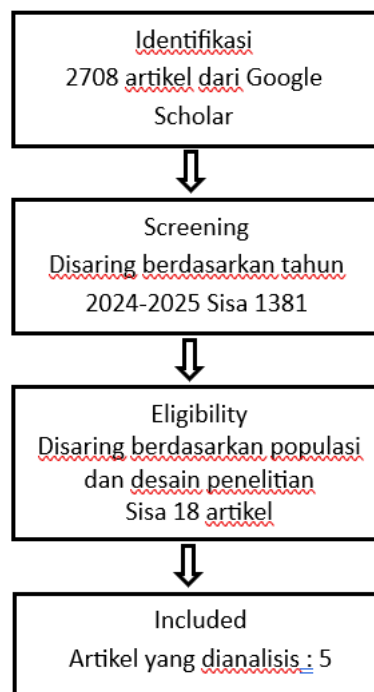 Identifikasi
2708 artikel dari Google
Scholar
Screening
Disaring berdasarkan tahun
2024-2025 Sisa 1381
Eligibility
Disaring berdasarkan populasi
dan desain penelitian
Sisa 18 artikel
Included
Artikel yang dianalisis : 5